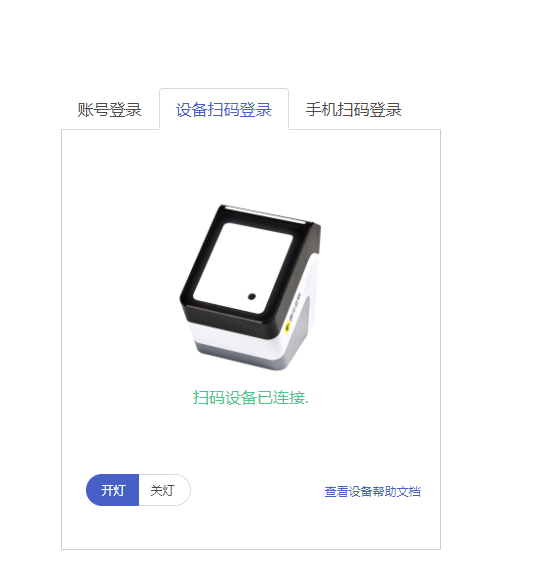 账号登录
设备扫码登录
手机扫码登录
扫码设备已连接.
开灯
关灯
查看设备帮助文档